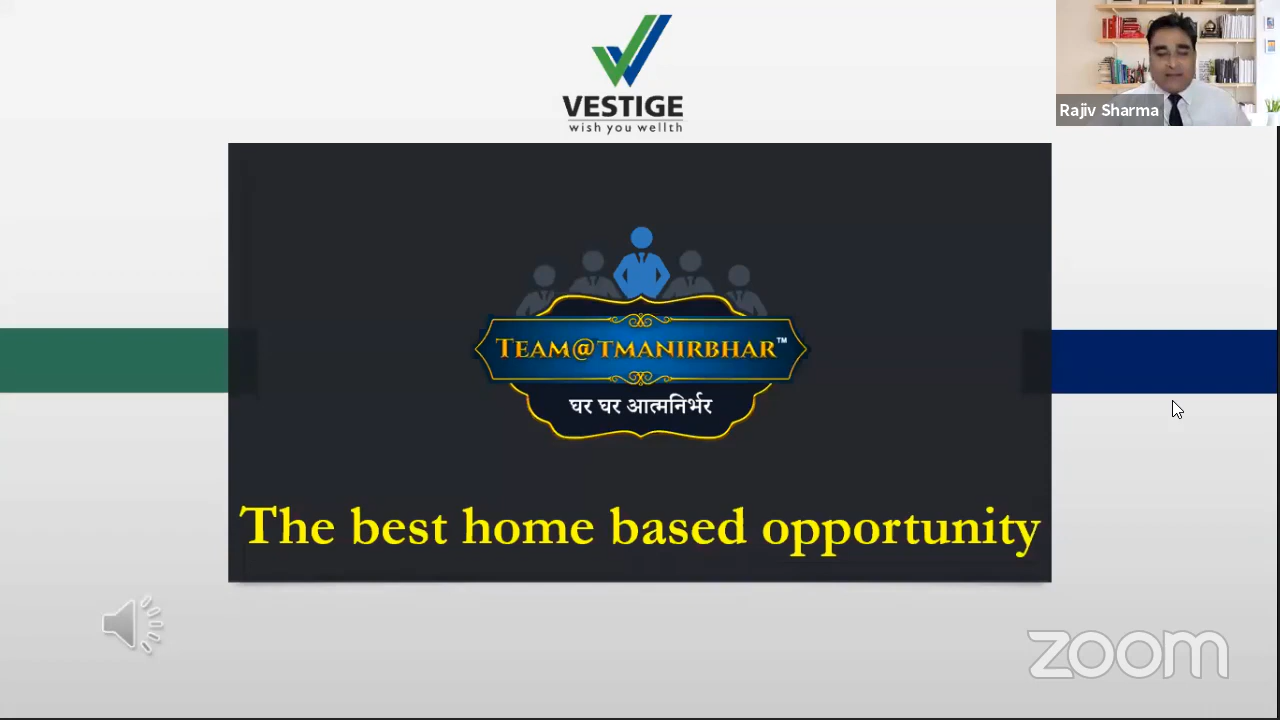 VESTIGE
wish you wellth
Rajiv Sharma
TEAM@TMANIRBHAR™
घर घर आत्मनिर्भर
The best home based opportunity
zoom